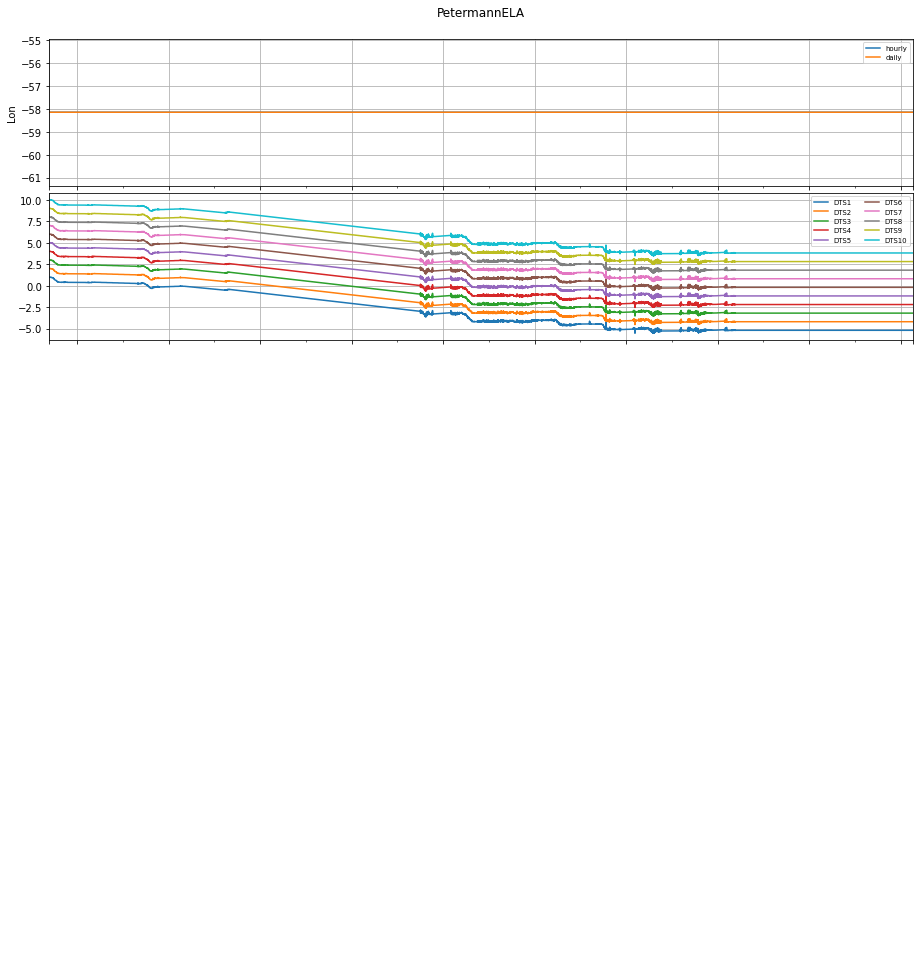 PetermannELA
−55
−56
−57
−58
−59
−60
−61
Lon
hourly
daily
10.0
7.5
5.0
2.5
0.0
−2.5
−5.0
DTS1 DTS6
DTS2 DTS7
DTS3 DTS8
DTS4 DTS9
DTS5 DTS10